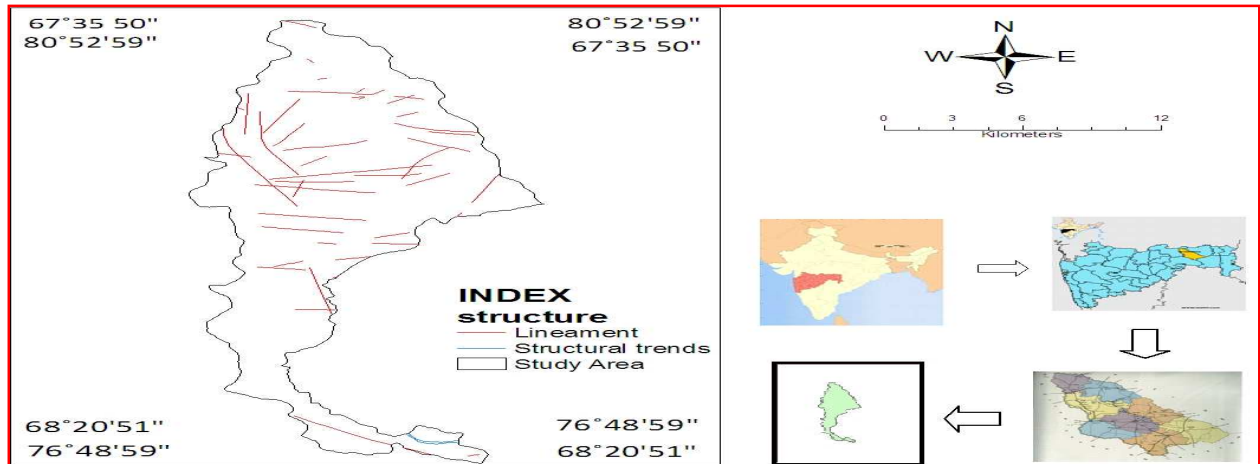 67°35 50"
80°52'59"
80°52'59"
67°35 50"
INDEX
structure
Lineament
Structural trends
Study Area
68°20'51"
76°48'59"
76°48'59"
68°20'51"
N
W E
S
0 3 6 12
Kilometers